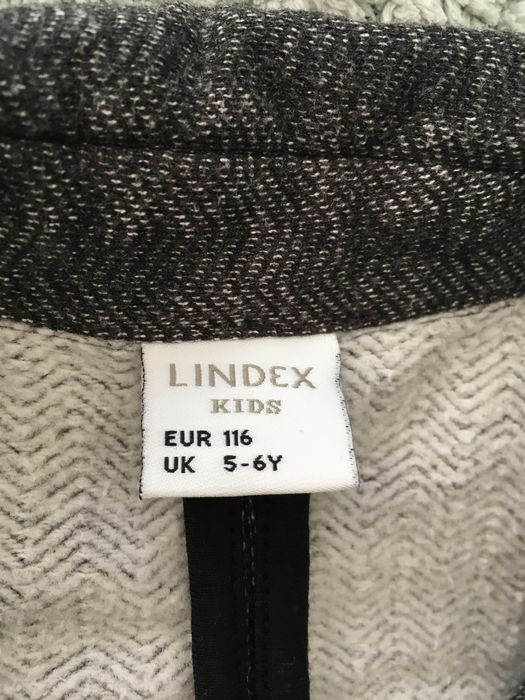 LINDEX
KIDS
EUR 116
UK 5-6Y